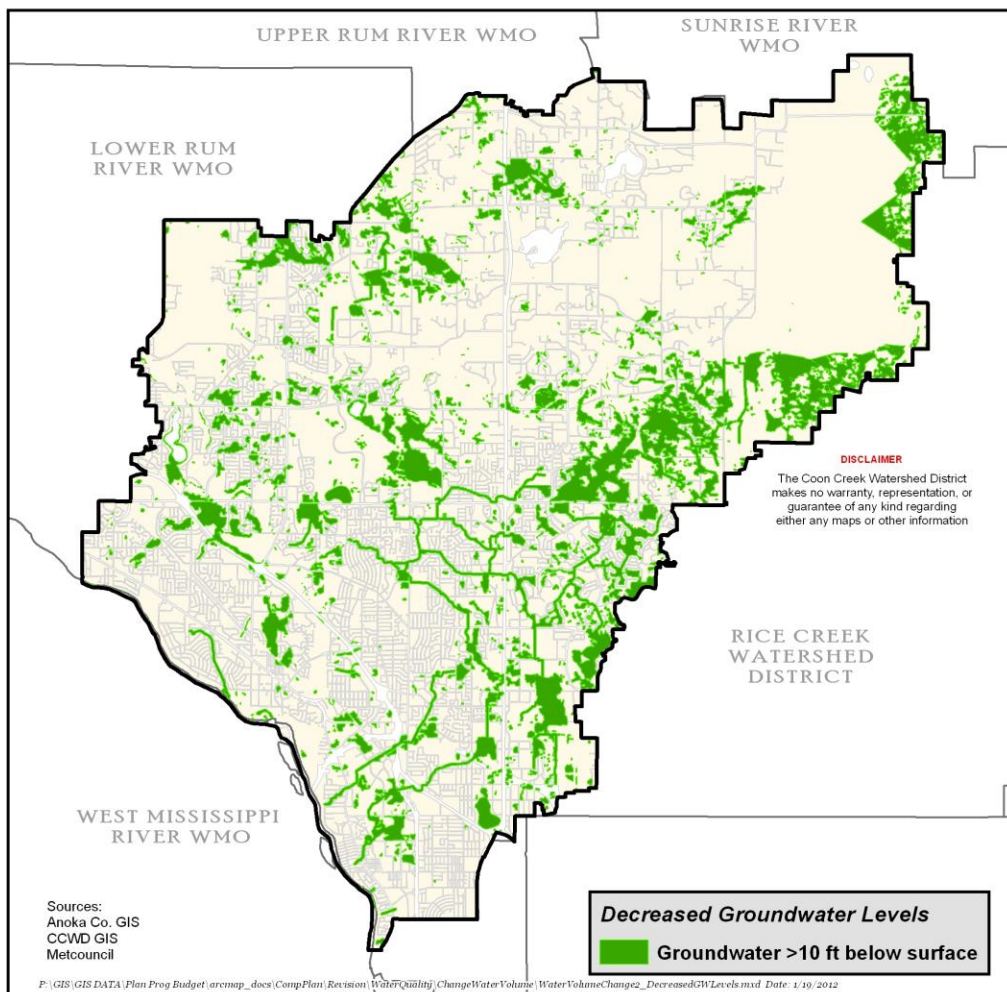 UPPER RUM RIVER WMO
SUNRISE RIVER
WMO
LOWER RUM
RIVER WMO
DISCLAIMER
The Coon Creek Watershed District
makes no warranty, representation, or
guarantee of any kind regarding
either any maps or other information
RICE CREEK
WATERSHED
DISTRICT
WEST MISSISSIPPI
RIVER WMO
Sources:
Anoka Co. GIS
CCWD GIS
Metcouncil
Decreased Groundwater Levels
Groundwater >10 ft below surface
P:\GIS\GIS DATA\Plan Prog Budget\arcmap_docs\CompPlan\Revision\WaterQuality\ChangeWaterVolume\WaterVolumeChange2_DecreasedGWLevels.mxd Date: 1/19/2012